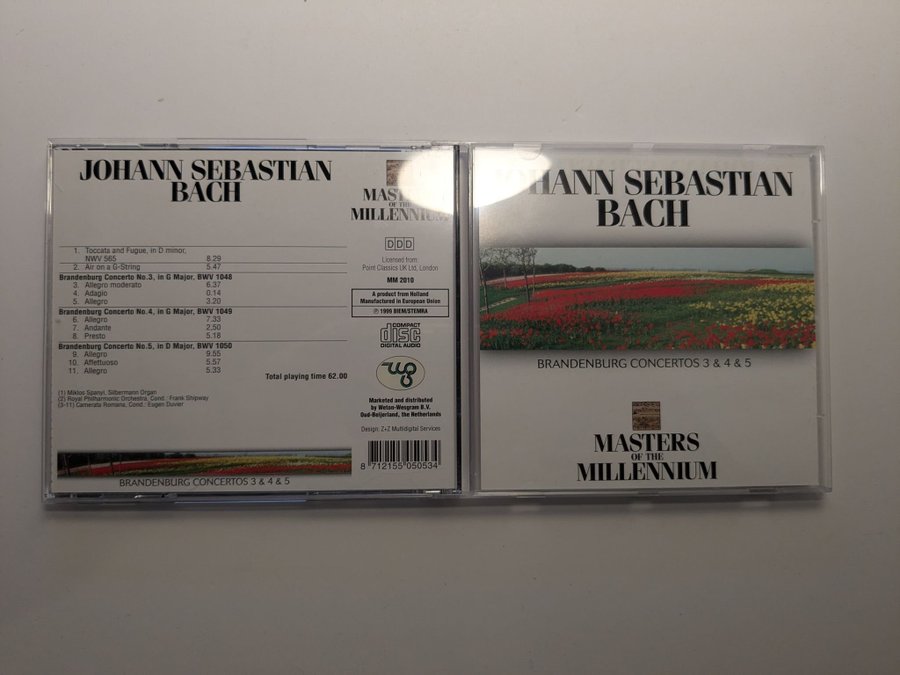 JOHANN SEBASTIAN
BACH
1. Toccata and Fugue, in D minor,
NWV 565 8.29
2. Air on a G-String 5.47
Brandenburg Concerto No.3, in G Major, BWV 1048
3. Allegro moderato 6.37
4. Adagio 0.14
5. Allegro 3.20
Brandenburg Concerto No.4, in G Major, BWV 1049
6. Allegro 7.33
7. Andante 2,50
8. Presto 5.18
Brandenburg Concerto No.5, in D Major, BWV 1050
9. Allegro 9.55
10. Affettuoso 5.57
11. Allegro 5.33
Total playing time 62.00
(1) Miklos Spanyi, Silbermann Organ
(2) Royal Philharmonic Orchestra, Cond.: Frank Shipway
(3-11) Camerata Romana, Cond.: Eugen Duvier
BRANDENBURG CONCERTOS 3 & 4 & 5
MASTERS
OF THE
MILLENNIUM
DDD
Licensed from:
Point Classics UK Ltd, London
MM 2010
A product from Holland
Manufactured in European Union
℗ 1999 BIEM/STEMRA
COMPACT
disc
DIGITAL AUDIO
Marketed and distributed
by Weton-Wesgram B.V.
Oud-Beijerland, the Netherlands
Design: Z+Z Multidigital Services
8 712155 050534
JOHANN SEBASTIAN
BACH
BRANDENBURG CONCERTOS 3 & 4 & 5
MASTERS
OF THE
MILLENNIUM